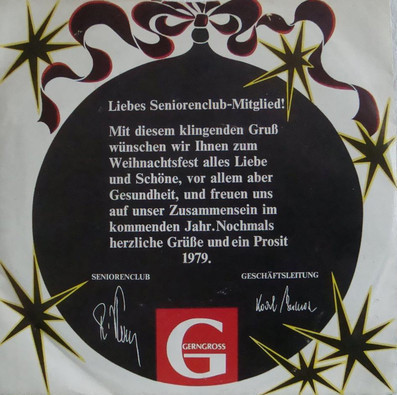 Liebes Seniorenclub-Mitglied!
Mit diesem klingenden Gruß
wünschen wir Ihnen zum
Weihnachtsfest alles Liebe
und Schöne, vor allem aber
Gesundheit, und freuen uns
auf unser Zusammensein im
kommenden Jahr. Nochmals
herzliche Grüße und ein Prosit
1979.
SENIORENCLUB GESCHÄFTSLEITUNG
G
GERNGROSS